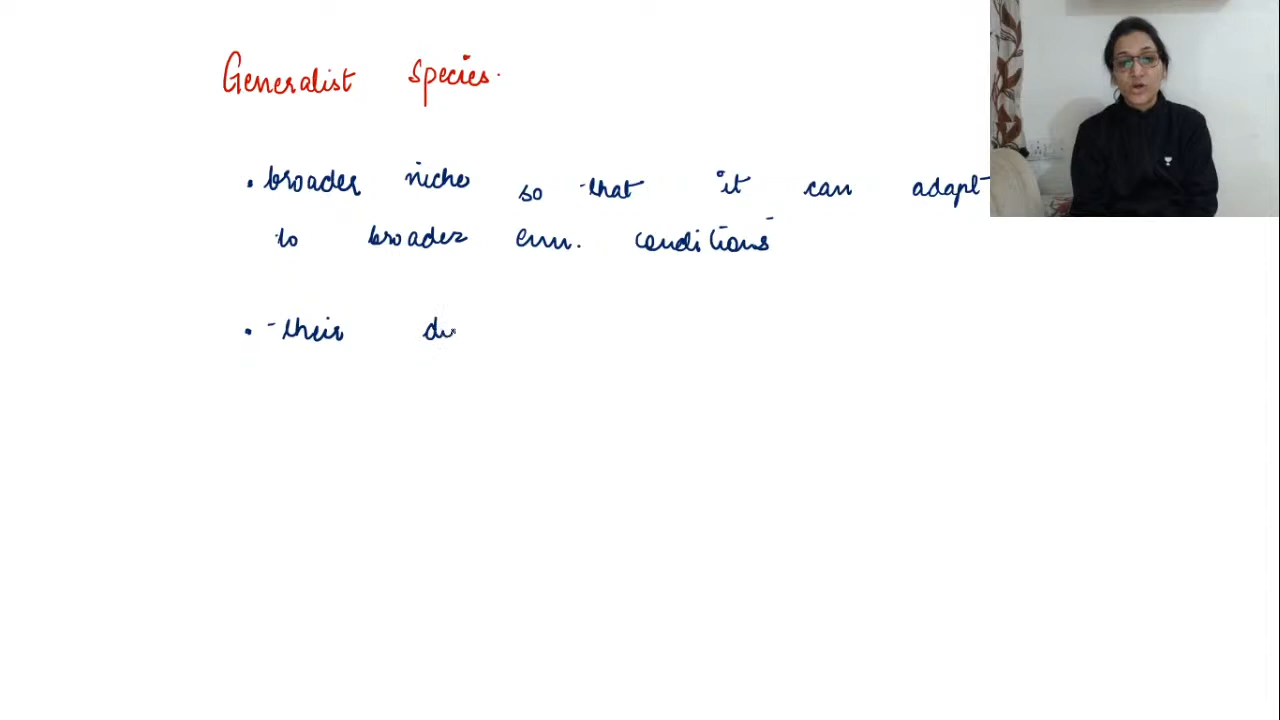 Generalist Species.
• broader niche so that it can adapt
to broader env. conditions
• their